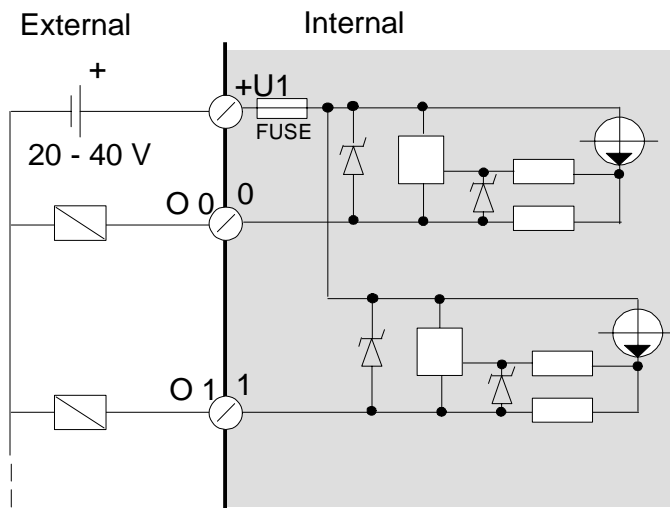 External
Internal
+
+U1
FUSE
20 - 40 V
O 0
0
O 1
1